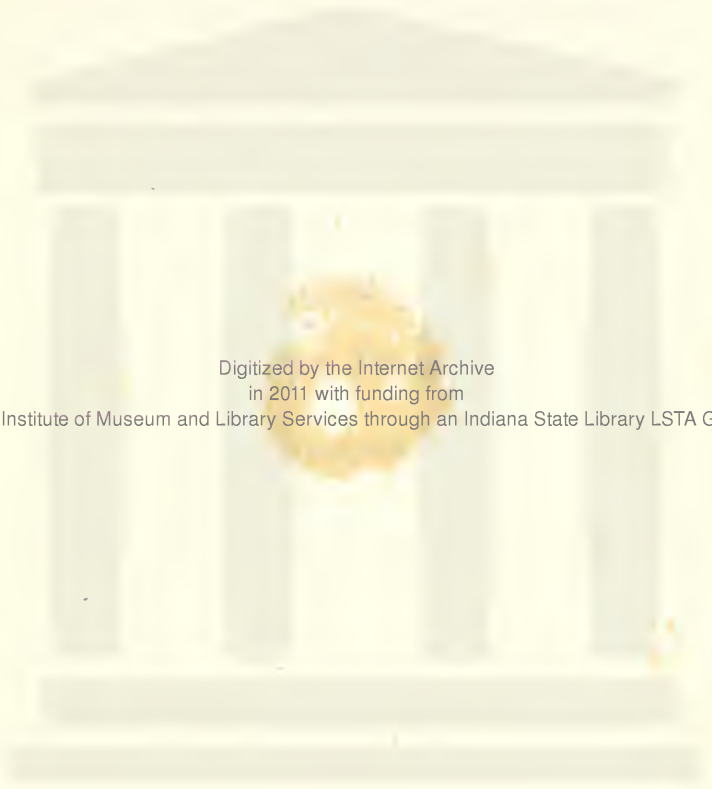 Digitized by the Internet Archive
in 2011 with funding from
Institute of Museum and Library Services through an Indiana State Library LSTA G